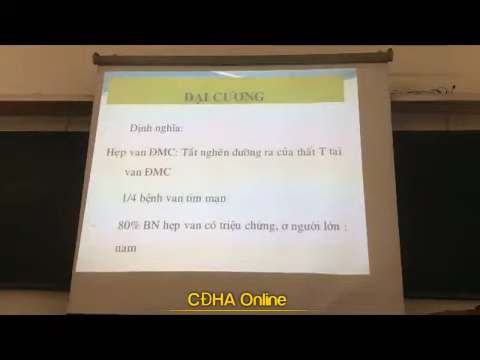 ĐẠI CƯƠNG
Định nghĩa:
Hẹp van ĐMC: Tắt nghẽn đường ra của thất T tại
van ĐMC
1/4 bệnh van tim mạn
80% BN hẹp van có triệu chứng, ơ người lớn :
nam
CĐHA Online